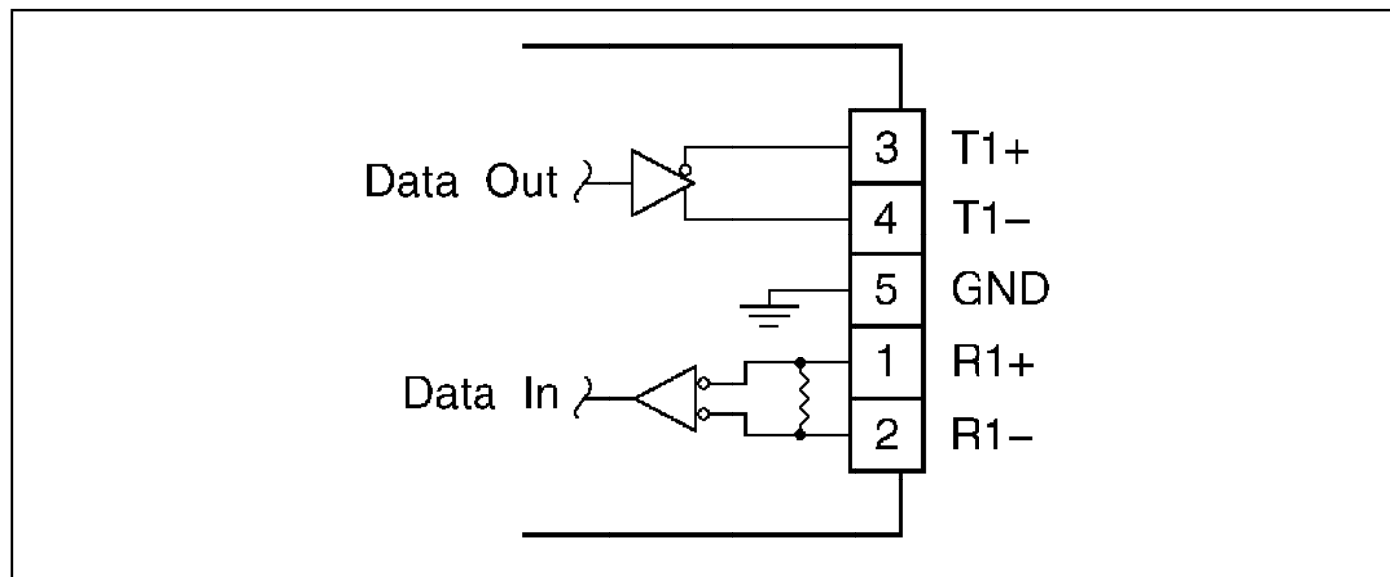 3 T1+
Data Out
4 T1−
5 GND
1 R1+
Data In
2 R1−